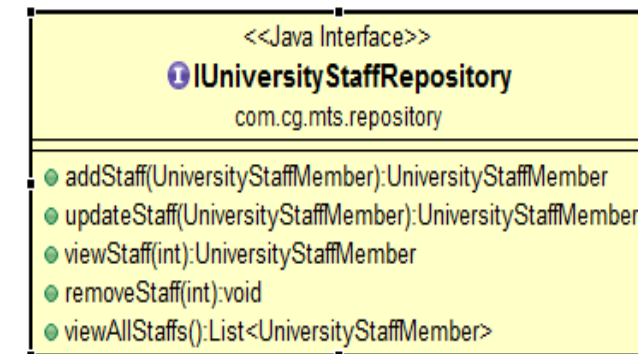 <<Java Interface>>
IUniversityStaffRepository
com.cg.mts.repository
addStaff(UniversityStaffMember):UniversityStaffMember
updateStaff(UniversityStaffMember):UniversityStaffMember
viewStaff(int):UniversityStaffMember
removeStaff(int):void
viewAllStaffs():List<UniversityStaffMember>